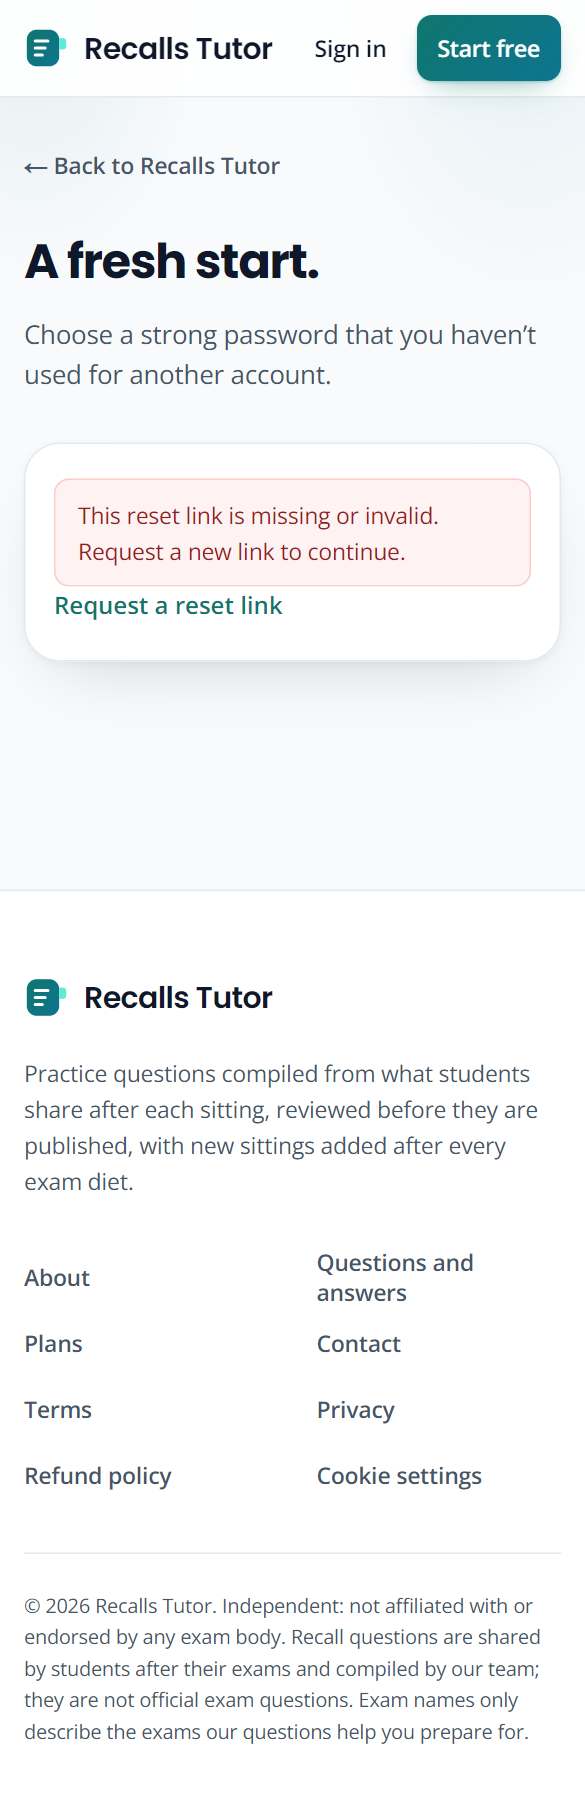 Recalls Tutor
Sign in
Start free
← Back to Recalls Tutor
A fresh start.
Choose a strong password that you haven’t
used for another account.
This reset link is missing or invalid.
Request a new link to continue.
Request a reset link
Recalls Tutor
Practice questions compiled from what students
share after each sitting, reviewed before they are
published, with new sittings added after every
exam diet.
About
Questions and
answers
Plans
Contact
Terms
Privacy
Refund policy
Cookie settings
© 2026 Recalls Tutor. Independent: not affiliated with or
endorsed by any exam body. Recall questions are shared
by students after their exams and compiled by our team;
they are not official exam questions. Exam names only
describe the exams our questions help you prepare for.